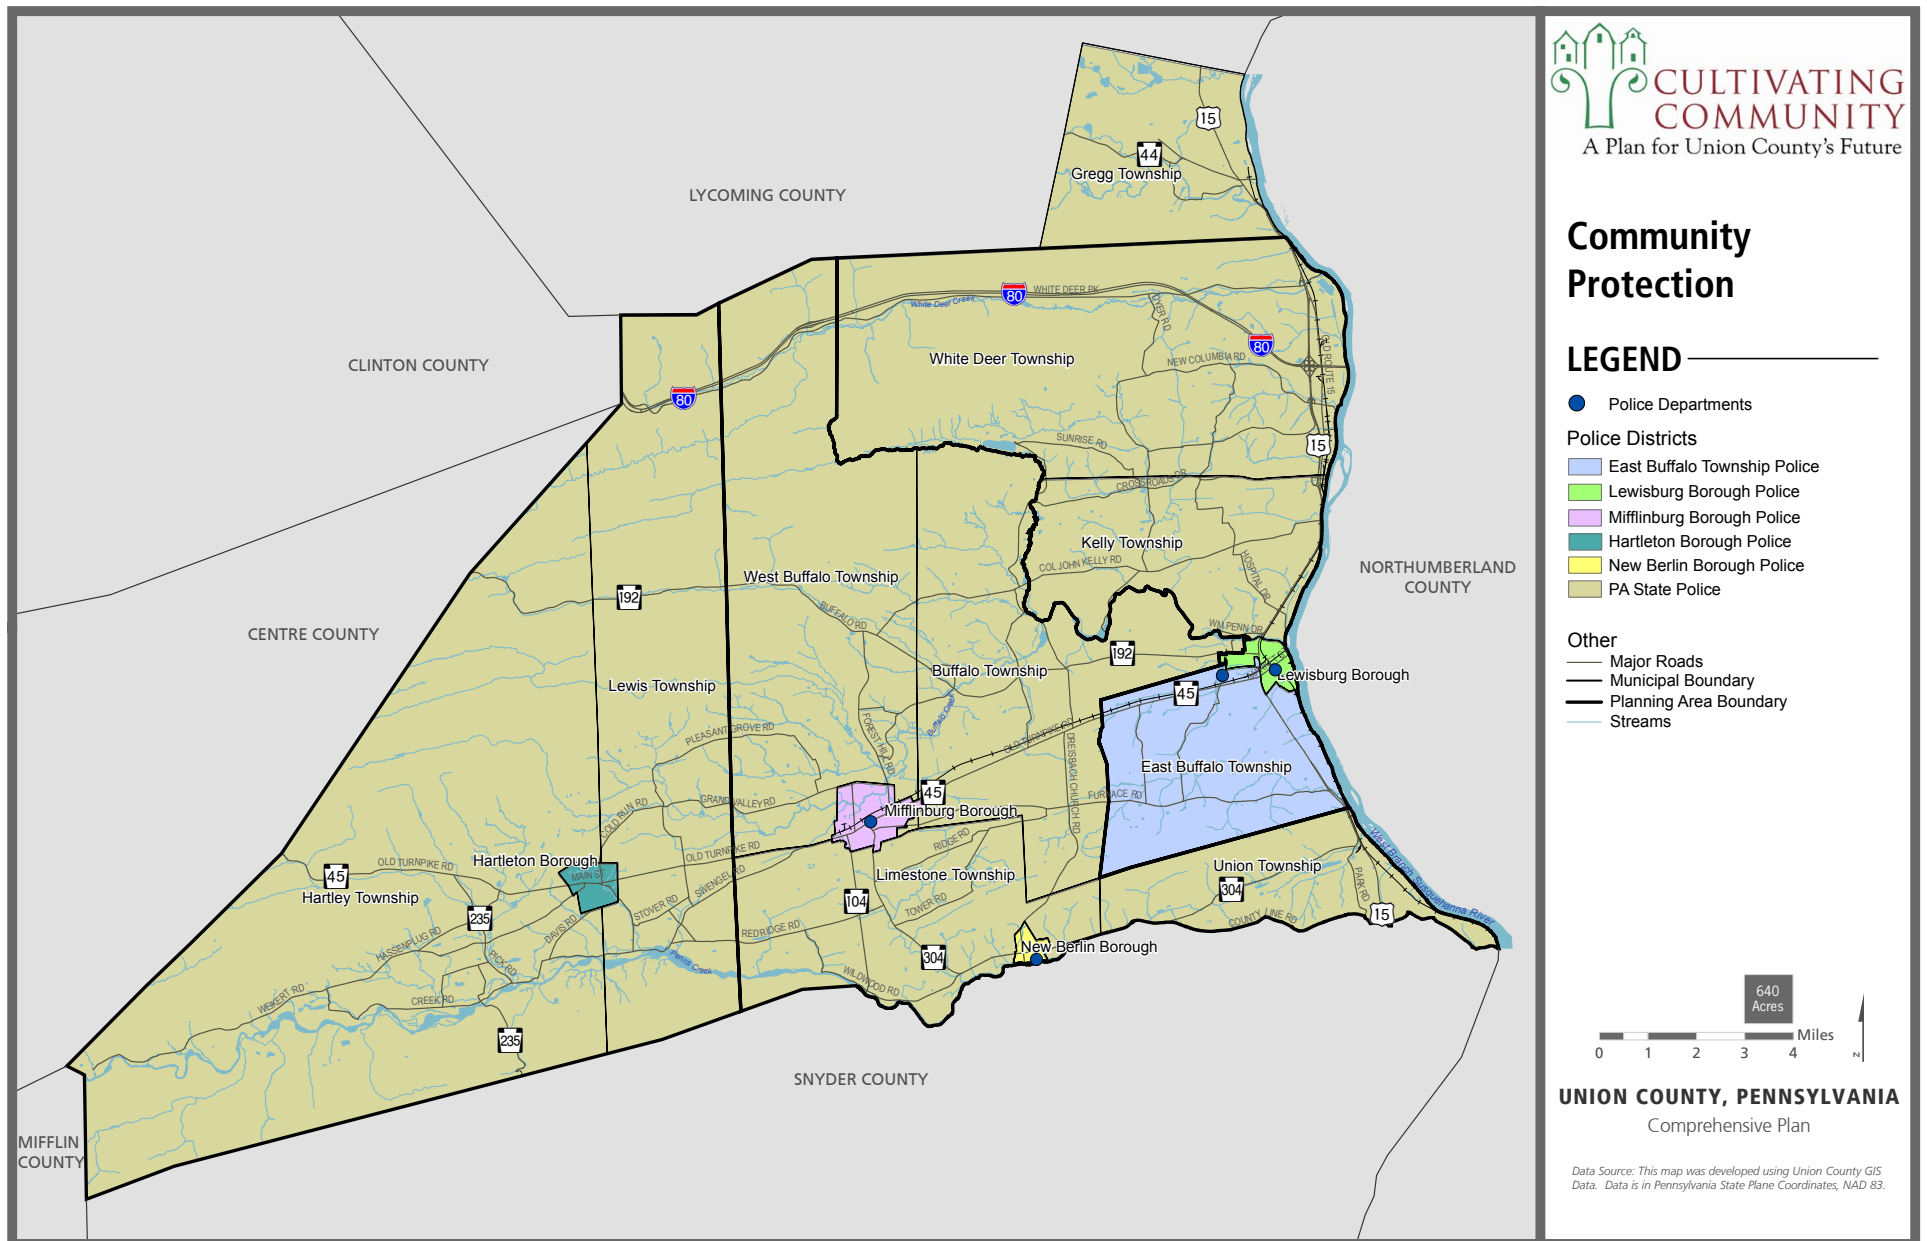 CULTIVATING
COMMUNITY
A Plan for Union County's Future
Community
Protection
LEGEND
Police Departments
Police Districts
East Buffalo Township Police
Lewisburg Borough Police
Mifflinburg Borough Police
Hartleton Borough Police
New Berlin Borough Police
PA State Police
Other
Major Roads
Municipal Boundary
Planning Area Boundary
Streams
640
Acres
Miles
0 1 2 3 4
z
UNION COUNTY, PENNSYLVANIA
Comprehensive Plan
Data Source: This map was developed using Union County GIS
Data. Data is in Pennsylvania State Plane Coordinates, NAD 83.
15
44
Gregg Township
LYCOMING COUNTY
80
WHITE DEER PK
White Deer Creek
DYER RD
80
OLD ROUTE 15
White Deer Township
NEW COLUMBIA RD
CLINTON COUNTY
80
SUNRISE RD
15
CROSSROADS DR
Kelly Township
COL JOHN KELLY RD
HOSPITAL DR
NORTHUMBERLAND
COUNTY
West Buffalo Township
192
BUFFALO RD
CENTRE COUNTY
WM PENN DR
192
Buffalo Township
Lewisburg Borough
Lewis Township
45
Buffalo Creek
FOREST HILL RD
PLEASANT GROVE RD
OLD TURNPIKE RD
DREISBACH CHURCH RD
East Buffalo Township
45
FURNACE RD
GRAND VALLEY RD
COLD RUN RD
Mifflinburg Borough
RIDGE RD
West Branch Susquehanna River
OLD TURNPIKE RD
Hartleton Borough
OLD TURNPIKE RD
MAIN ST
45
Hartley Township
SWENGEL RD
Limestone Township
Union Township
304
PARK RD
104
TOWER RD
STOVER RD
235
DAVIS RD
REDRIDGE RD
COUNTY LINE RD
15
HASSENPLUG RD
PICK RD
Penns Creek
304
New Berlin Borough
WILDWOOD RD
WEIKERT RD
CREEK RD
235
SNYDER COUNTY
MIFFLIN
COUNTY